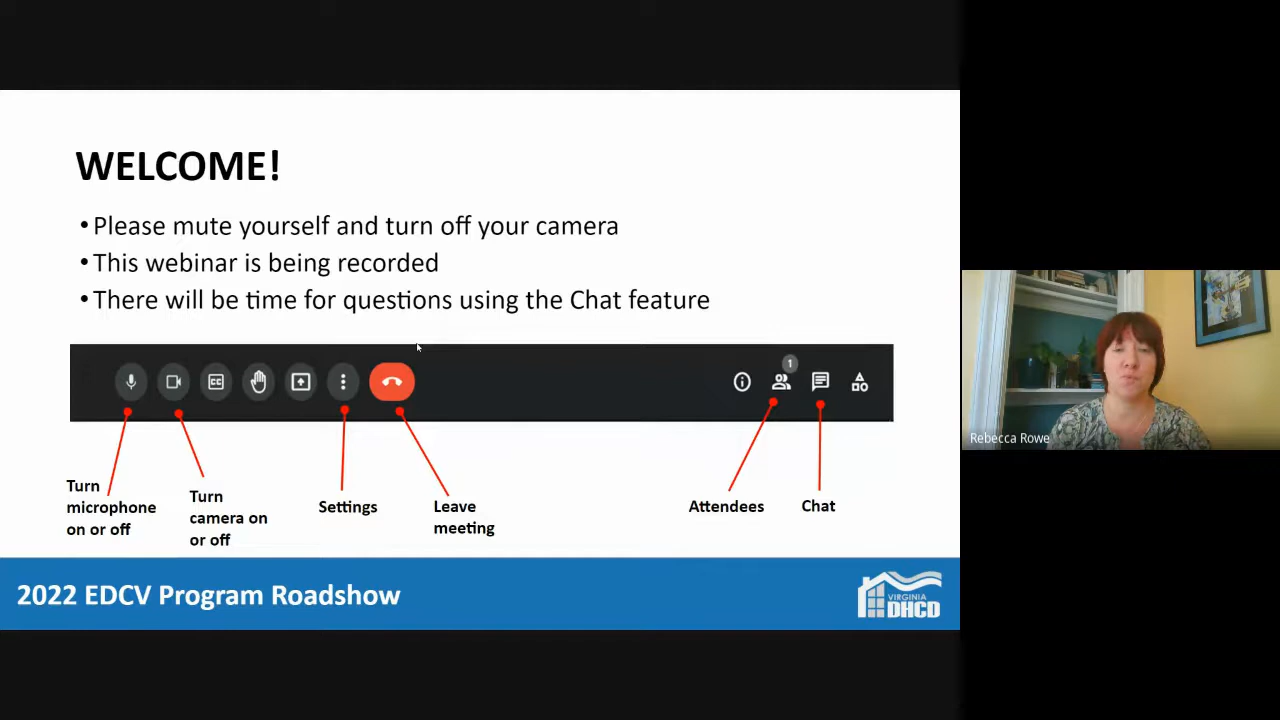 WELCOME!
•Please mute yourself and turn off your camera
•This webinar is being recorded
•There will be time for questions using the Chat feature
CC
1
Turn
microphone
on or off
Turn
camera on
or off
Settings
Leave
meeting
Attendees
Chat
2022 EDCV Program Roadshow
VIRGINIA
DHCD
Rebecca Rowe